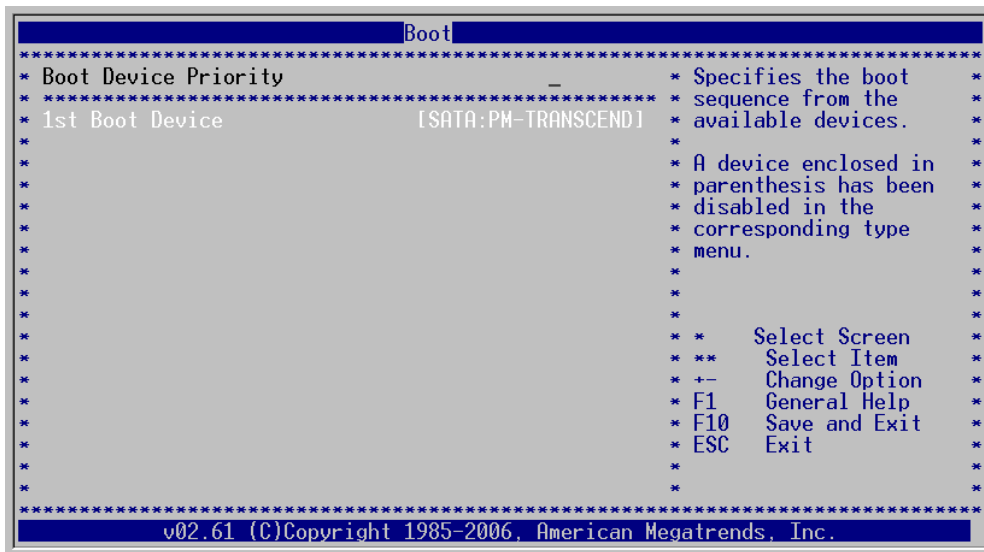 Boot
Boot Device Priority _
1st Boot Device [SATA:PM-TRANSCEND]
Specifies the boot
sequence from the
available devices.
A device enclosed in
parenthesis has been
disabled in the
corresponding type
menu.
* Select Screen
** Select Item
+- Change Option
F1 General Help
F10 Save and Exit
ESC Exit
v02.61 (C)Copyright 1985-2006, American Megatrends, Inc.